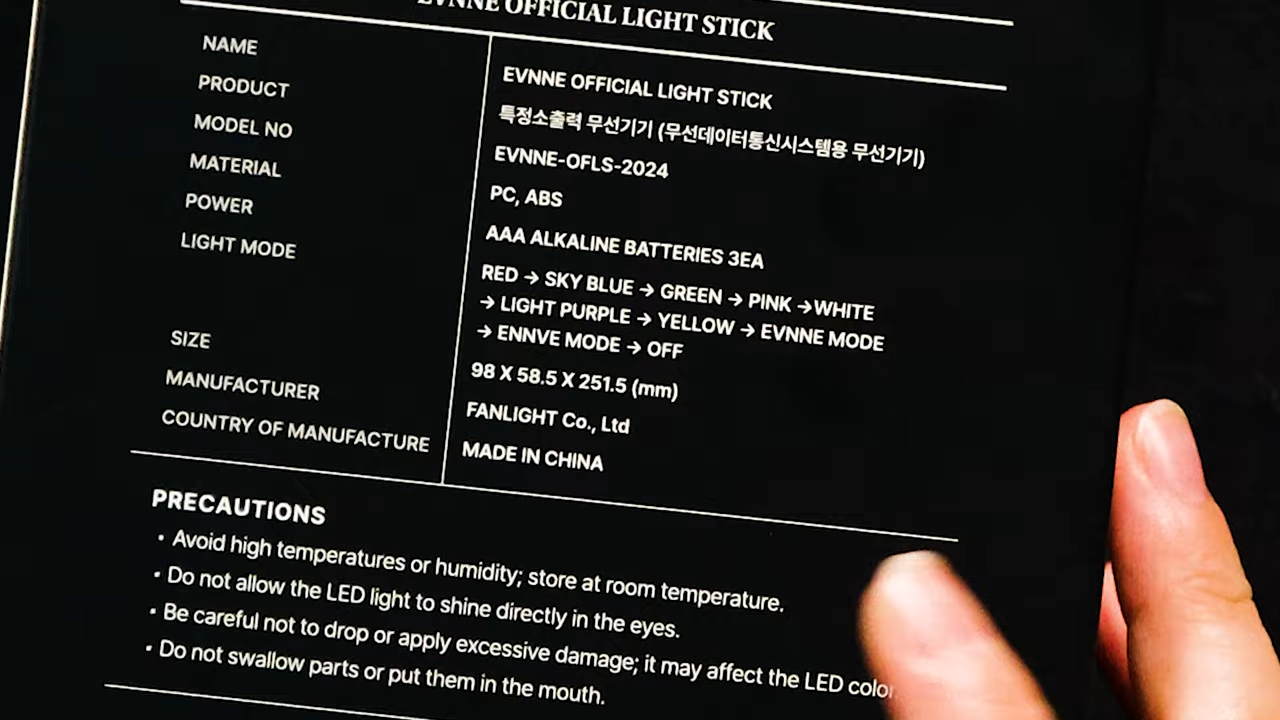 EVNNE OFFICIAL LIGHT STICK
NAME EVNNE OFFICIAL LIGHT STICK
PRODUCT 특정소출력 무선기기 (무선데이터통신시스템용 무선기기)
MODEL NO EVNNE-OFLS-2024
MATERIAL PC, ABS
POWER AAA ALKALINE BATTERIES 3EA
LIGHT MODE RED → SKY BLUE → GREEN → PINK →WHITE
→ LIGHT PURPLE → YELLOW → EVNNE MODE
→ ENNVE MODE → OFF
SIZE 98 X 58.5 X 251.5 (mm)
MANUFACTURER FANLIGHT Co., Ltd
COUNTRY OF MANUFACTURE MADE IN CHINA
PRECAUTIONS
• Avoid high temperatures or humidity; store at room temperature.
• Do not allow the LED light to shine directly in the eyes.
• Be careful not to drop or apply excessive damage; it may affect the LED color
• Do not swallow parts or put them in the mouth.